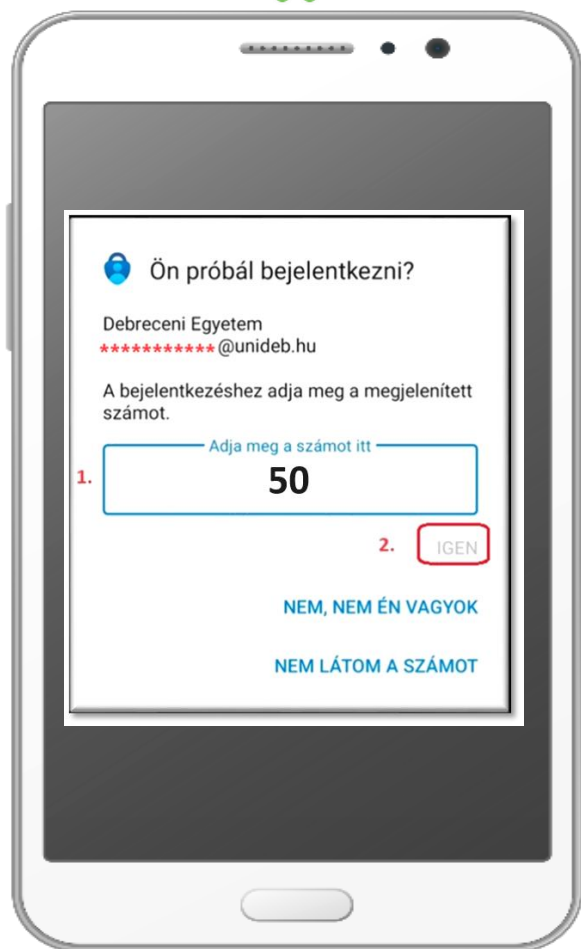 Ön próbál bejelentkezni?
Debreceni Egyetem
***********@unideb.hu
A bejelentkezéshez adja meg a megjelenített
számot.
Adja meg a számot itt
1. 50
2. IGEN
NEM, NEM ÉN VAGYOK
NEM LÁTOM A SZÁMOT